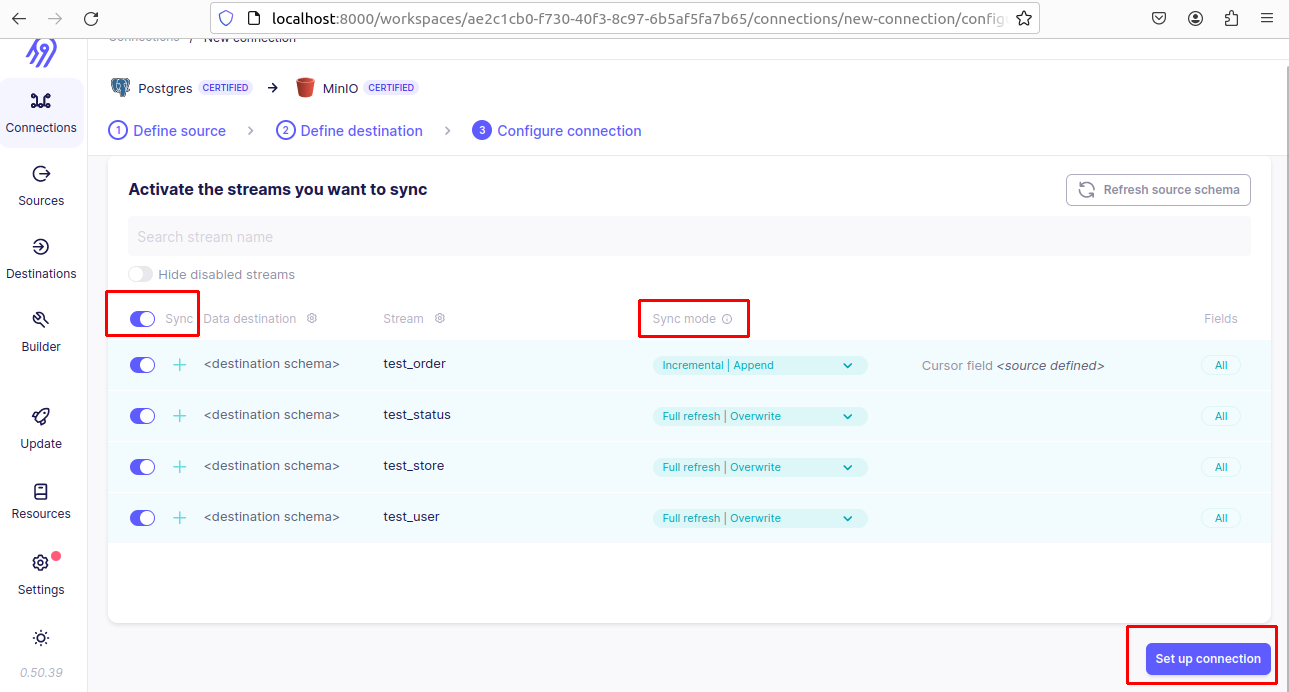 localhost:8000/workspaces/ae2c1cb0-f730-40f3-8c97-6b5af5fa7b65/connections/new-connection/config
Connections / New connection
Postgres CERTIFIED → MinIO CERTIFIED
1 Define source > 2 Define destination > 3 Configure connection
Connections
Sources
Destinations
Builder
Update
Resources
Settings
0.50.39
Activate the streams you want to sync
Refresh source schema
Search stream name
Hide disabled streams
Sync Data destination Stream Sync mode Fields
<destination schema> test_order Incremental | Append Cursor field <source defined> All
<destination schema> test_status Full refresh | Overwrite All
<destination schema> test_store Full refresh | Overwrite All
<destination schema> test_user Full refresh | Overwrite All
Set up connection